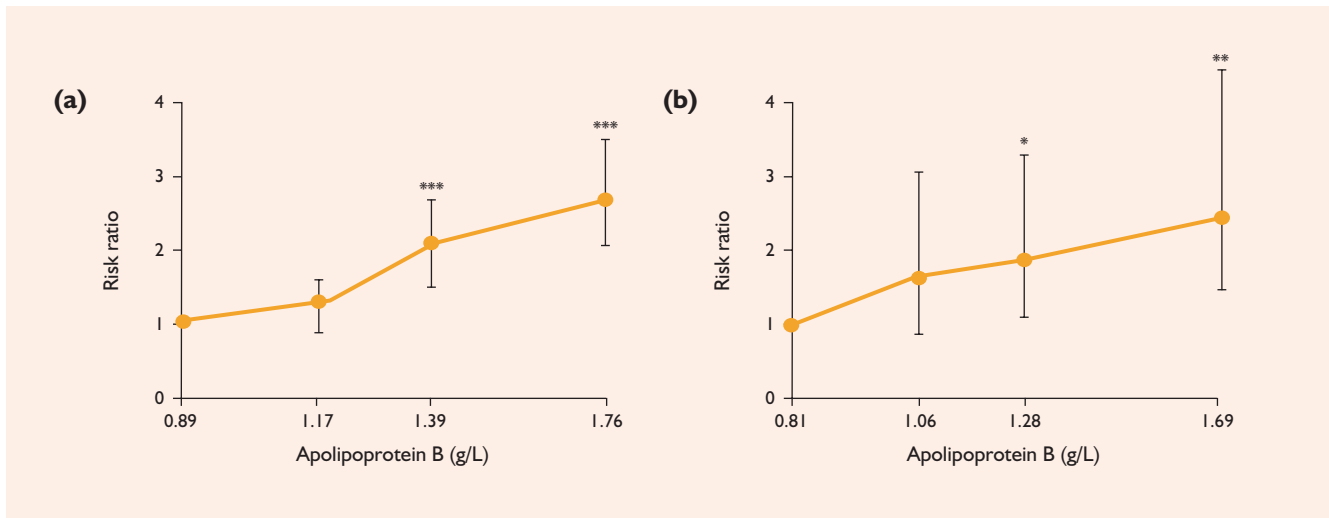 (a)
4
3
2
1
0
Risk ratio
***
***
0.89 1.17 1.39 1.76
Apolipoprotein B (g/L)
(b)
4
3
2
1
0
Risk ratio
*
**
0.81 1.06 1.28 1.69
Apolipoprotein B (g/L)